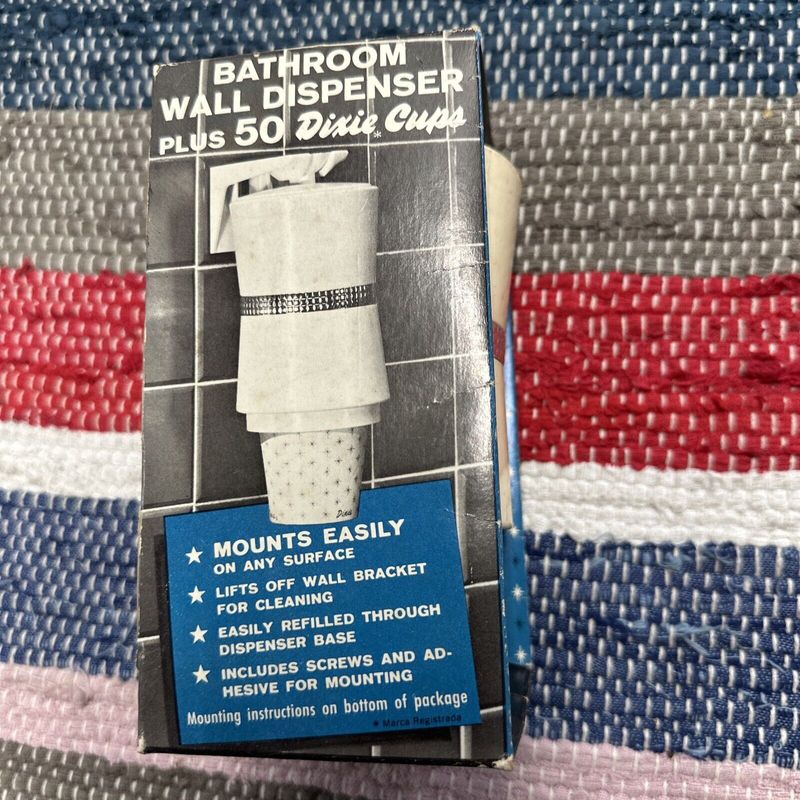 BATHROOM
WALL DISPENSER
PLUS 50 Dixie* Cups
Dixie
★ MOUNTS EASILY
ON ANY SURFACE
★ LIFTS OFF WALL BRACKET
FOR CLEANING
★ EASILY REFILLED THROUGH
DISPENSER BASE
★ INCLUDES SCREWS AND AD-
HESIVE FOR MOUNTING
Mounting instructions on bottom of package
* Marca Registrada